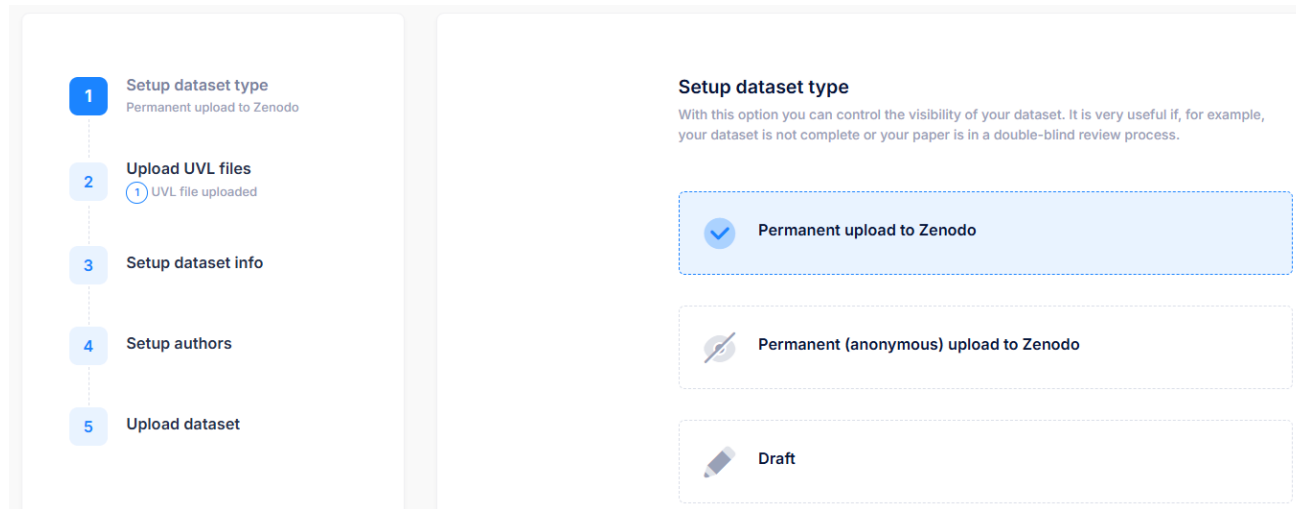 1
Setup dataset type
Permanent upload to Zenodo
2
Upload UVL files
1 UVL file uploaded
3
Setup dataset info
4
Setup authors
5
Upload dataset
Setup dataset type
With this option you can control the visibility of your dataset. It is very useful if, for example,
your dataset is not complete or your paper is in a double-blind review process.
Permanent upload to Zenodo
Permanent (anonymous) upload to Zenodo
Draft